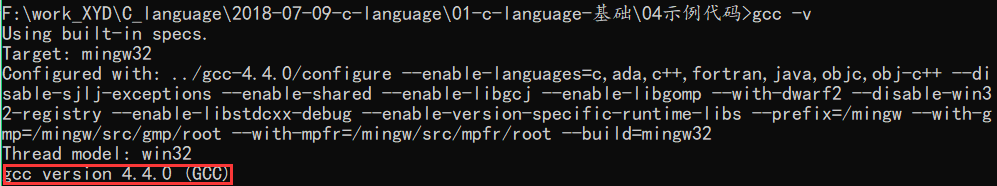 F:\work_XYD\C_language\2018-07-09-c-language\01-c-language-基础\04示例代码>gcc -v
Using built-in specs.
Target: mingw32
Configured with: ../gcc-4.4.0/configure --enable-languages=c,ada,c++,fortran,java,objc,obj-c++ --di
sable-sjlj-exceptions --enable-shared --enable-libgcj --enable-libgomp --with-dwarf2 --disable-win3
2-registry --enable-libstdcxx-debug --enable-version-specific-runtime-libs --prefix=/mingw --with-g
mp=/mingw/src/gmp/root --with-mpfr=/mingw/src/mpfr/root --build=mingw32
Thread model: win32
gcc version 4.4.0 (GCC)